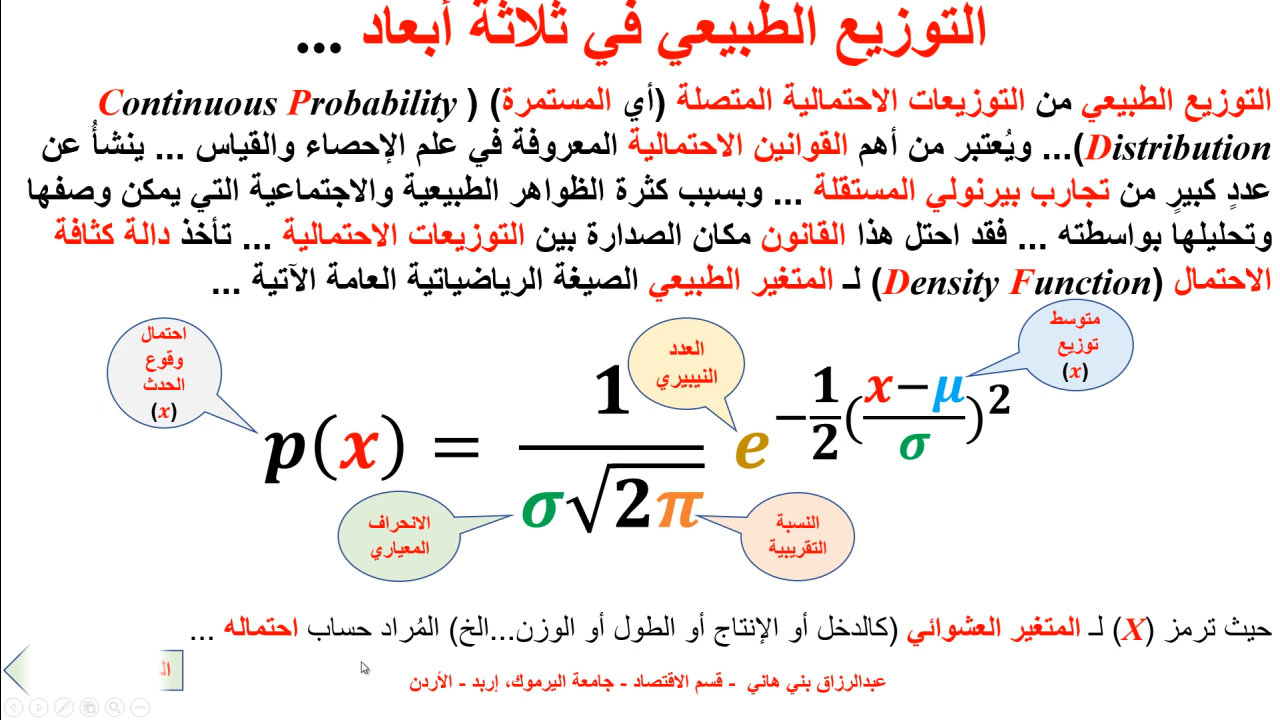 التوزيع الطبيعي في ثلاثة أبعاد ...
التوزيع الطبيعي من التوزيعات الاحتمالية المتصلة (أي المستمرة) (Continuous Probability
Distribution)... ويُعتبر من أهم القوانين الاحتمالية المعروفة في علم الإحصاء والقياس ... ينشأُ عن
عددٍ كبيرٍ من تجارب بيرنولي المستقلة ... وبسبب كثرة الظواهر الطبيعية والاجتماعية التي يمكن وصفها
وتحليلها بواسطته ... فقد احتل هذا القانون مكان الصدارة بين التوزيعات الاحتمالية ... تأخذ دالة كثافة
الاحتمال (Density Function) لـ المتغير الطبيعي الصيغة الرياضياتية العامة الآتية ...
متوسط
توزيع
(x)
العدد
النيبيري
احتمال
وقوع
الحدث
(x)
p(x) = 1/(σ√2π) e^(-1/2((x-μ)/σ)^2)
الانحراف
المعياري
النسبة
التقريبية
حيث ترمز (X) لـ المتغير العشوائي (كالدخل أو الإنتاج أو الطول أو الوزن...الخ) المُراد حساب احتماله ...
عبدالرزاق بني هاني - قسم الاقتصاد - جامعة اليرموك، إربد - الأردن